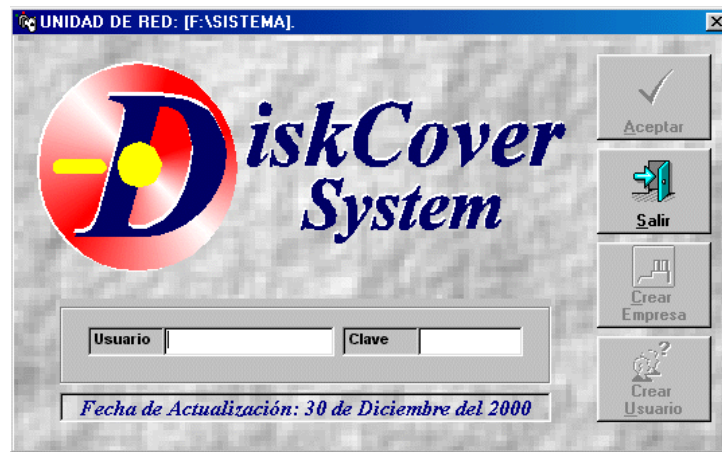 UNIDAD DE RED: [F:\SISTEMA].
DiskCover
System
Aceptar
Salir
Crear
Empresa
Crear
Usuario
Usuario
Clave
Fecha de Actualización: 30 de Diciembre del 2000